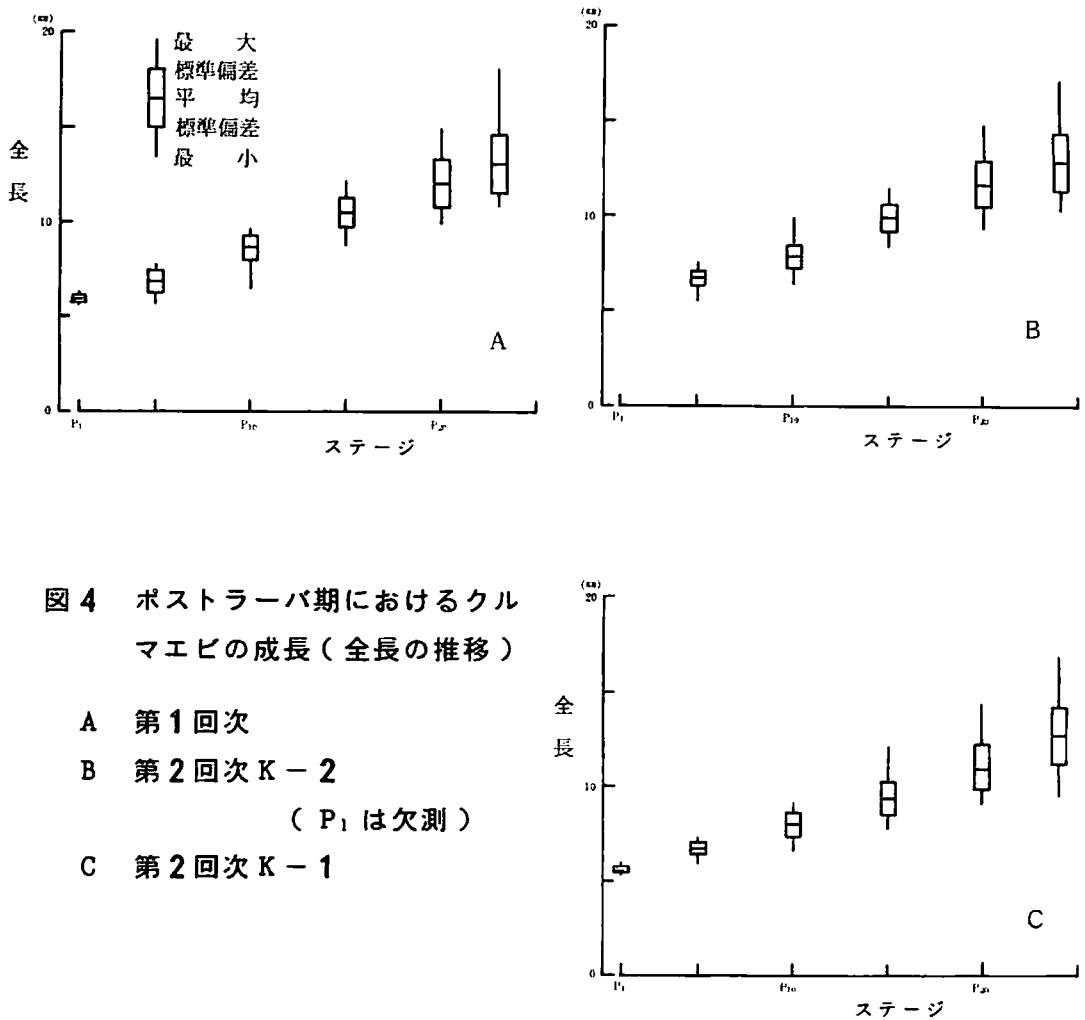 (㎜)
20
10
0
全
長
最 大
標準偏差
平 均
標準偏差
最 小
A
P₁
P₁₀
ステージ
(㎜)
20
10
0
B
P₁
ステージ
図4 ポストラーバ期におけるクル
マエビの成長(全長の推移)
A 第1回次
B 第2回次K-2
(P₁は欠測)
C 第2回次K-1
(㎜)
20
10
0
全
長
C
P₁
P₁₀
P₂₀
ステージ